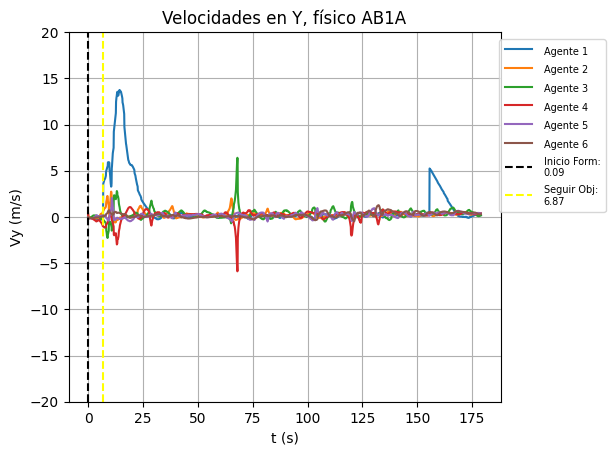 Velocidades en Y, físico AB1A
Vy (m/s)
20
15
10
5
0
−5
−10
−15
−20
0
25
50
75
100
125
150
175
t (s)
Agente 1
Agente 2
Agente 3
Agente 4
Agente 5
Agente 6
Inicio Form:
0.09
Seguir Obj:
6.87